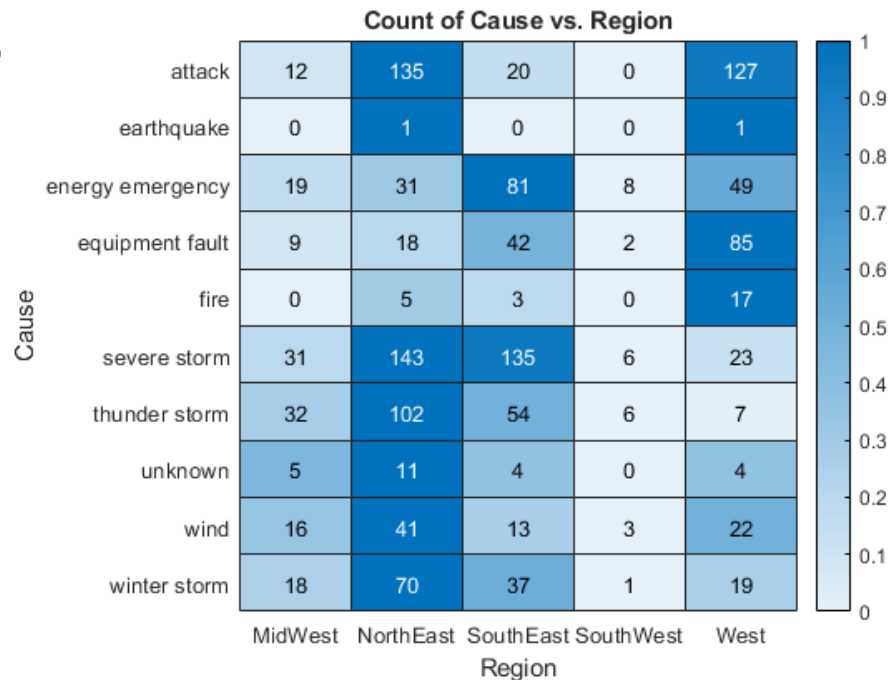 Count of Cause vs. Region
attack 12 135 20 0 127
earthquake 0 1 0 0 1
energy emergency 19 31 81 8 49
equipment fault 9 18 42 2 85
fire 0 5 3 0 17
severe storm 31 143 135 6 23
thunder storm 32 102 54 6 7
unknown 5 11 4 0 4
wind 16 41 13 3 22
winter storm 18 70 37 1 19
MidWest NorthEast SouthEast SouthWest West
Region
Cause
1
0.9
0.8
0.7
0.6
0.5
0.4
0.3
0.2
0.1
0